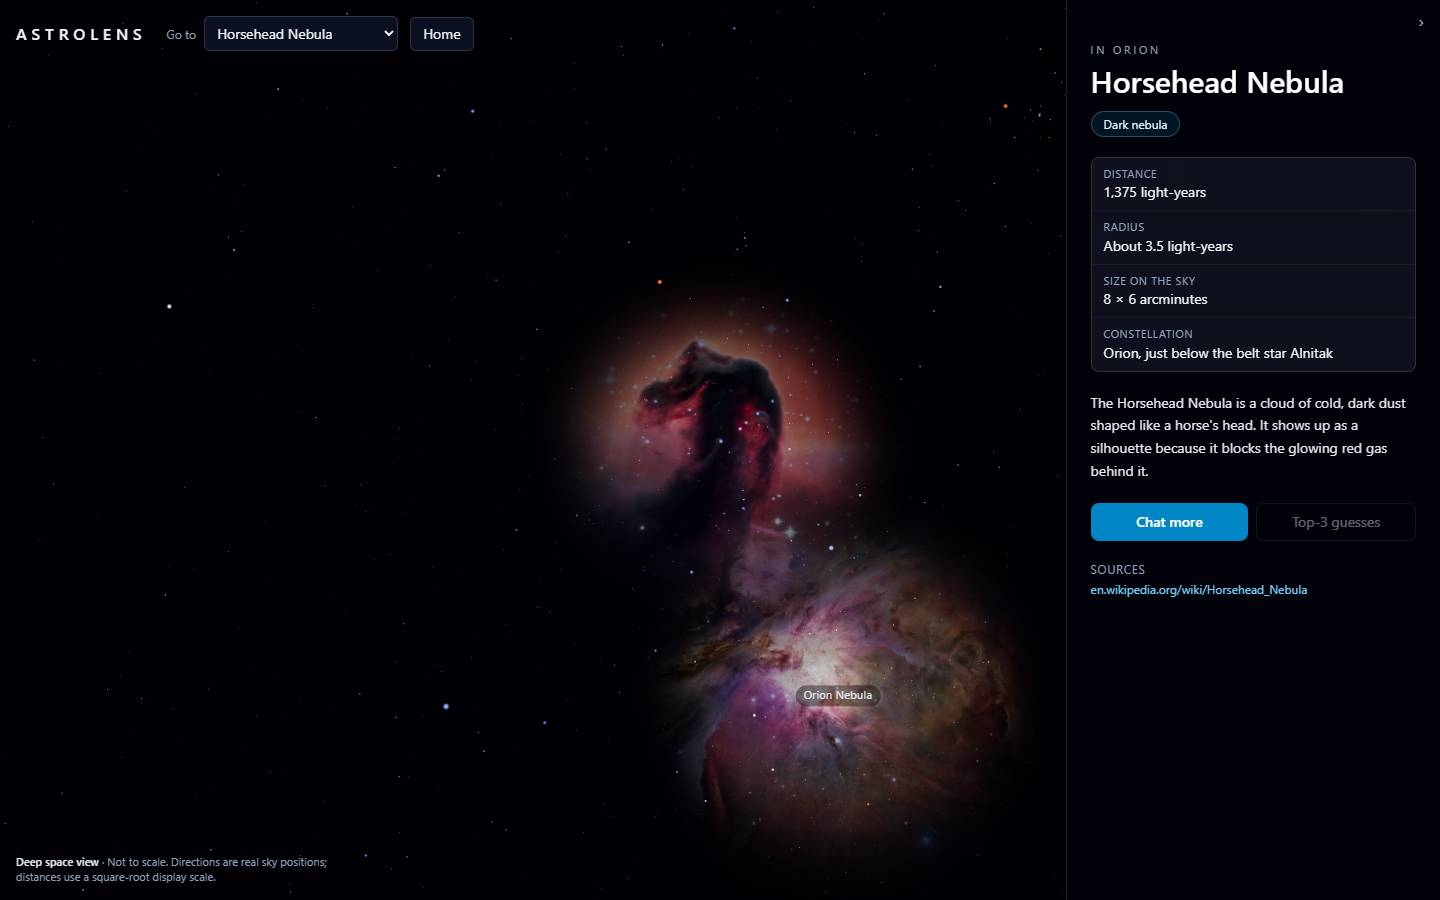 ASTROLENS
Go to
Horsehead Nebula
Home
›
IN ORION
Horsehead Nebula
Dark nebula
DISTANCE
1,375 light-years
RADIUS
About 3.5 light-years
SIZE ON THE SKY
8 × 6 arcminutes
CONSTELLATION
Orion, just below the belt star Alnitak
The Horsehead Nebula is a cloud of cold, dark dust
shaped like a horse's head. It shows up as a
silhouette because it blocks the glowing red gas
behind it.
Chat more
Top-3 guesses
SOURCES
en.wikipedia.org/wiki/Horsehead_Nebula
Orion Nebula
Deep space view · Not to scale. Directions are real sky positions;
distances use a square-root display scale.